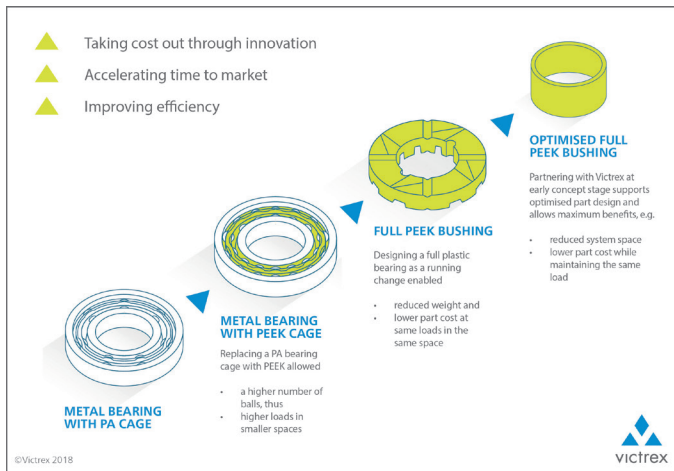 Taking cost out through innovation
Accelerating time to market
Improving efficiency
METAL BEARING
WITH PA CAGE
METAL BEARING
WITH PEEK CAGE
Replacing a PA bearing
cage with PEEK allowed
• a higher number of
balls, thus
• higher loads in
smaller spaces
FULL PEEK BUSHING
Designing a full plastic
bearing as a running
change enabled
• reduced weight and
• lower part cost at
same loads in the
same space
OPTIMISED FULL
PEEK BUSHING
Partnering with Victrex at
early concept stage supports
optimised part design and
allows maximum benefits, e.g.
• reduced system space
• lower part cost while
maintaining the same
load
©Victrex 2018
victrex